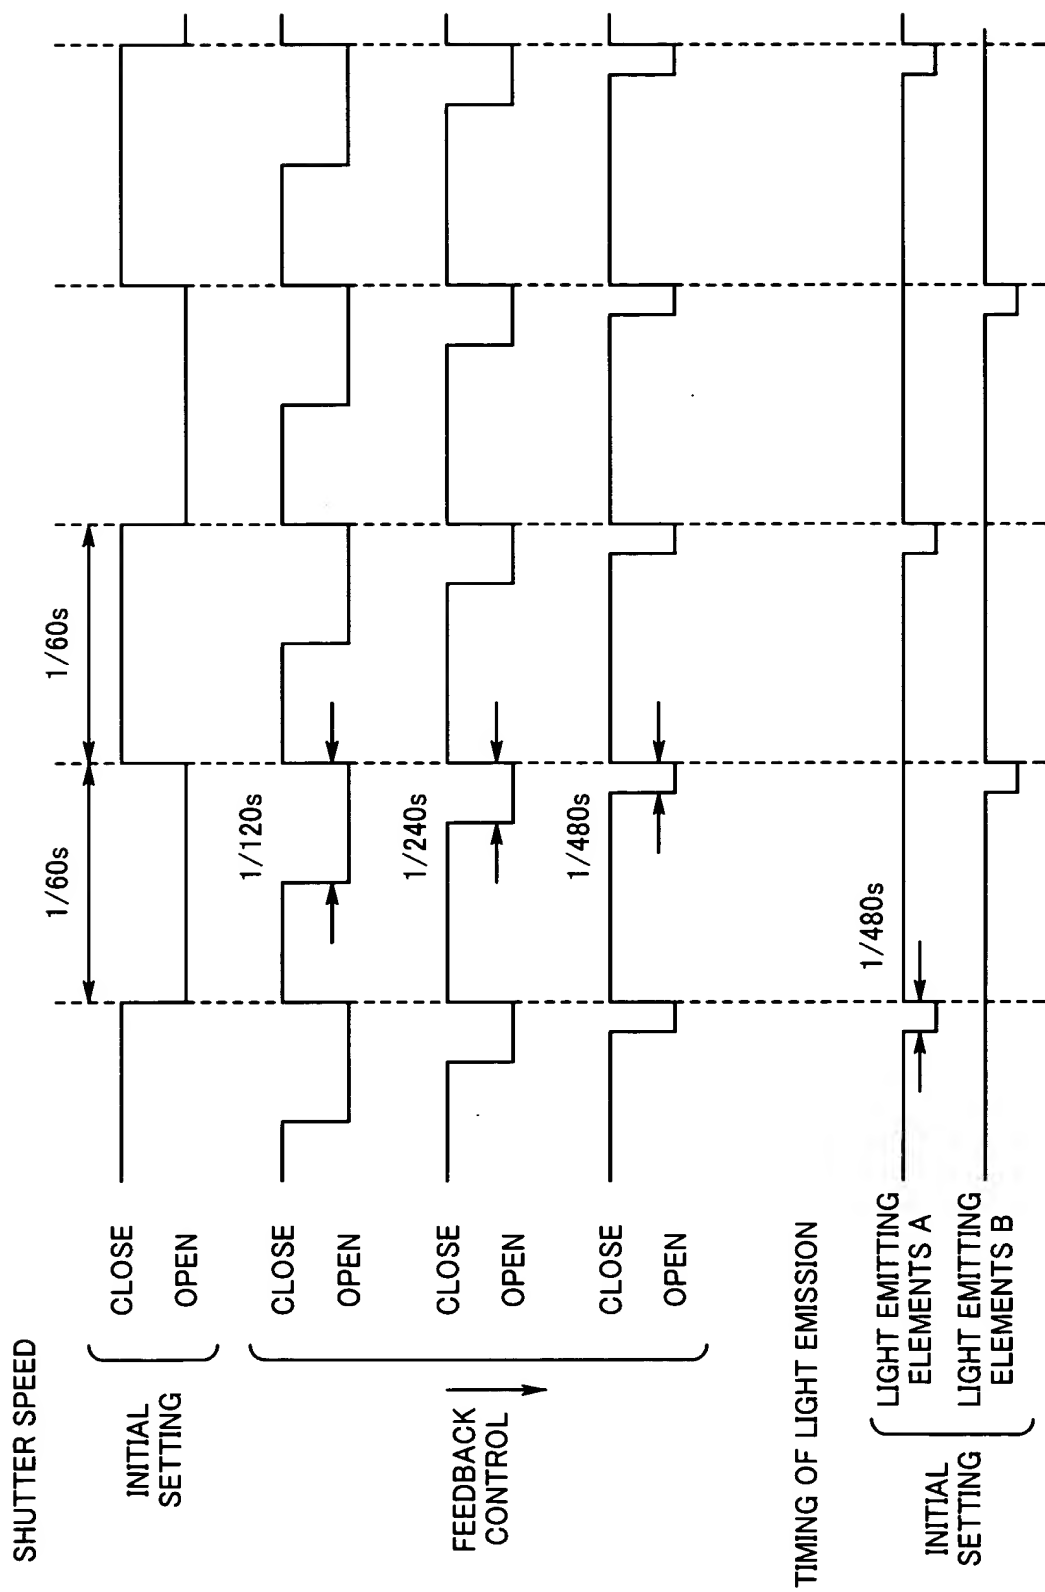 SHUTTER SPEED
1/60s
1/60s
INITIAL
SETTING
CLOSE
OPEN
FEEDBACK
CONTROL
CLOSE
OPEN
1/120s
CLOSE
OPEN
1/240s
CLOSE
OPEN
1/480s
TIMING OF LIGHT EMISSION
INITIAL
SETTING
LIGHT EMITTING
ELEMENTS A
1/480s
LIGHT EMITTING
ELEMENTS B